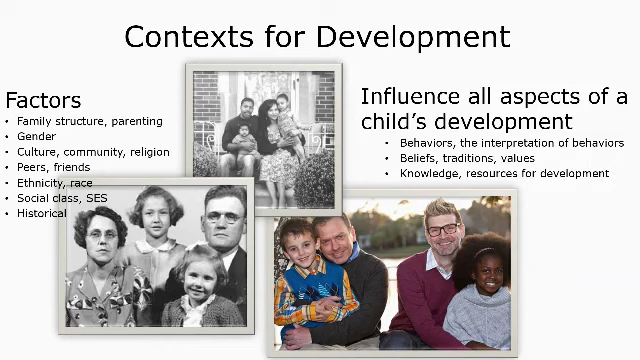 Contexts for Development
Factors
• Family structure, parenting
• Gender
• Culture, community, religion
• Peers, friends
• Ethnicity, race
• Social class, SES
• Historical
Influence all aspects of a
child’s development
• Behaviors, the interpretation of behaviors
• Beliefs, traditions, values
• Knowledge, resources for development